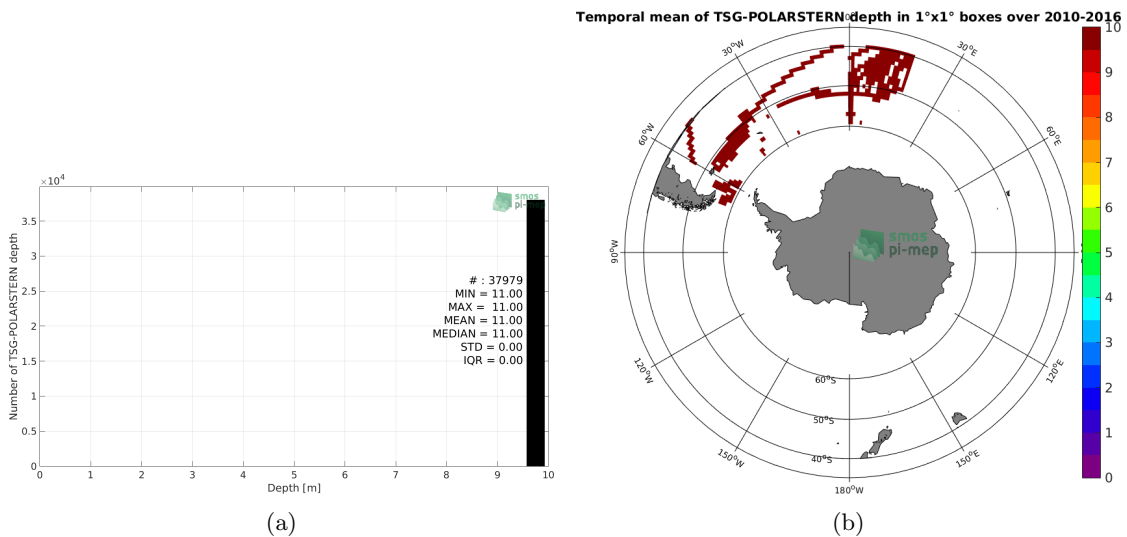 Temporal mean of TSG-POLARSTERN depth in 1°x1° boxes over 2010-2016
×10⁴
3.5
3
2.5
2
1.5
1
0.5
0
Number of TSG-POLARSTERN depth
smos
pi-mep
# : 37979
MIN = 11.00
MAX = 11.00
MEAN = 11.00
MEDIAN = 11.00
STD = 0.00
IQR = 0.00
0 1 2 3 4 5 6 7 8 9 10
Depth [m]
(a)
0°
30°E
60°E
120°E
150°E
180°W
150°W
120°W
90°W
60°W
30°W
60°S
50°S
40°S
smos
pi-mep
10
9
8
7
6
5
4
3
2
1
0
(b)